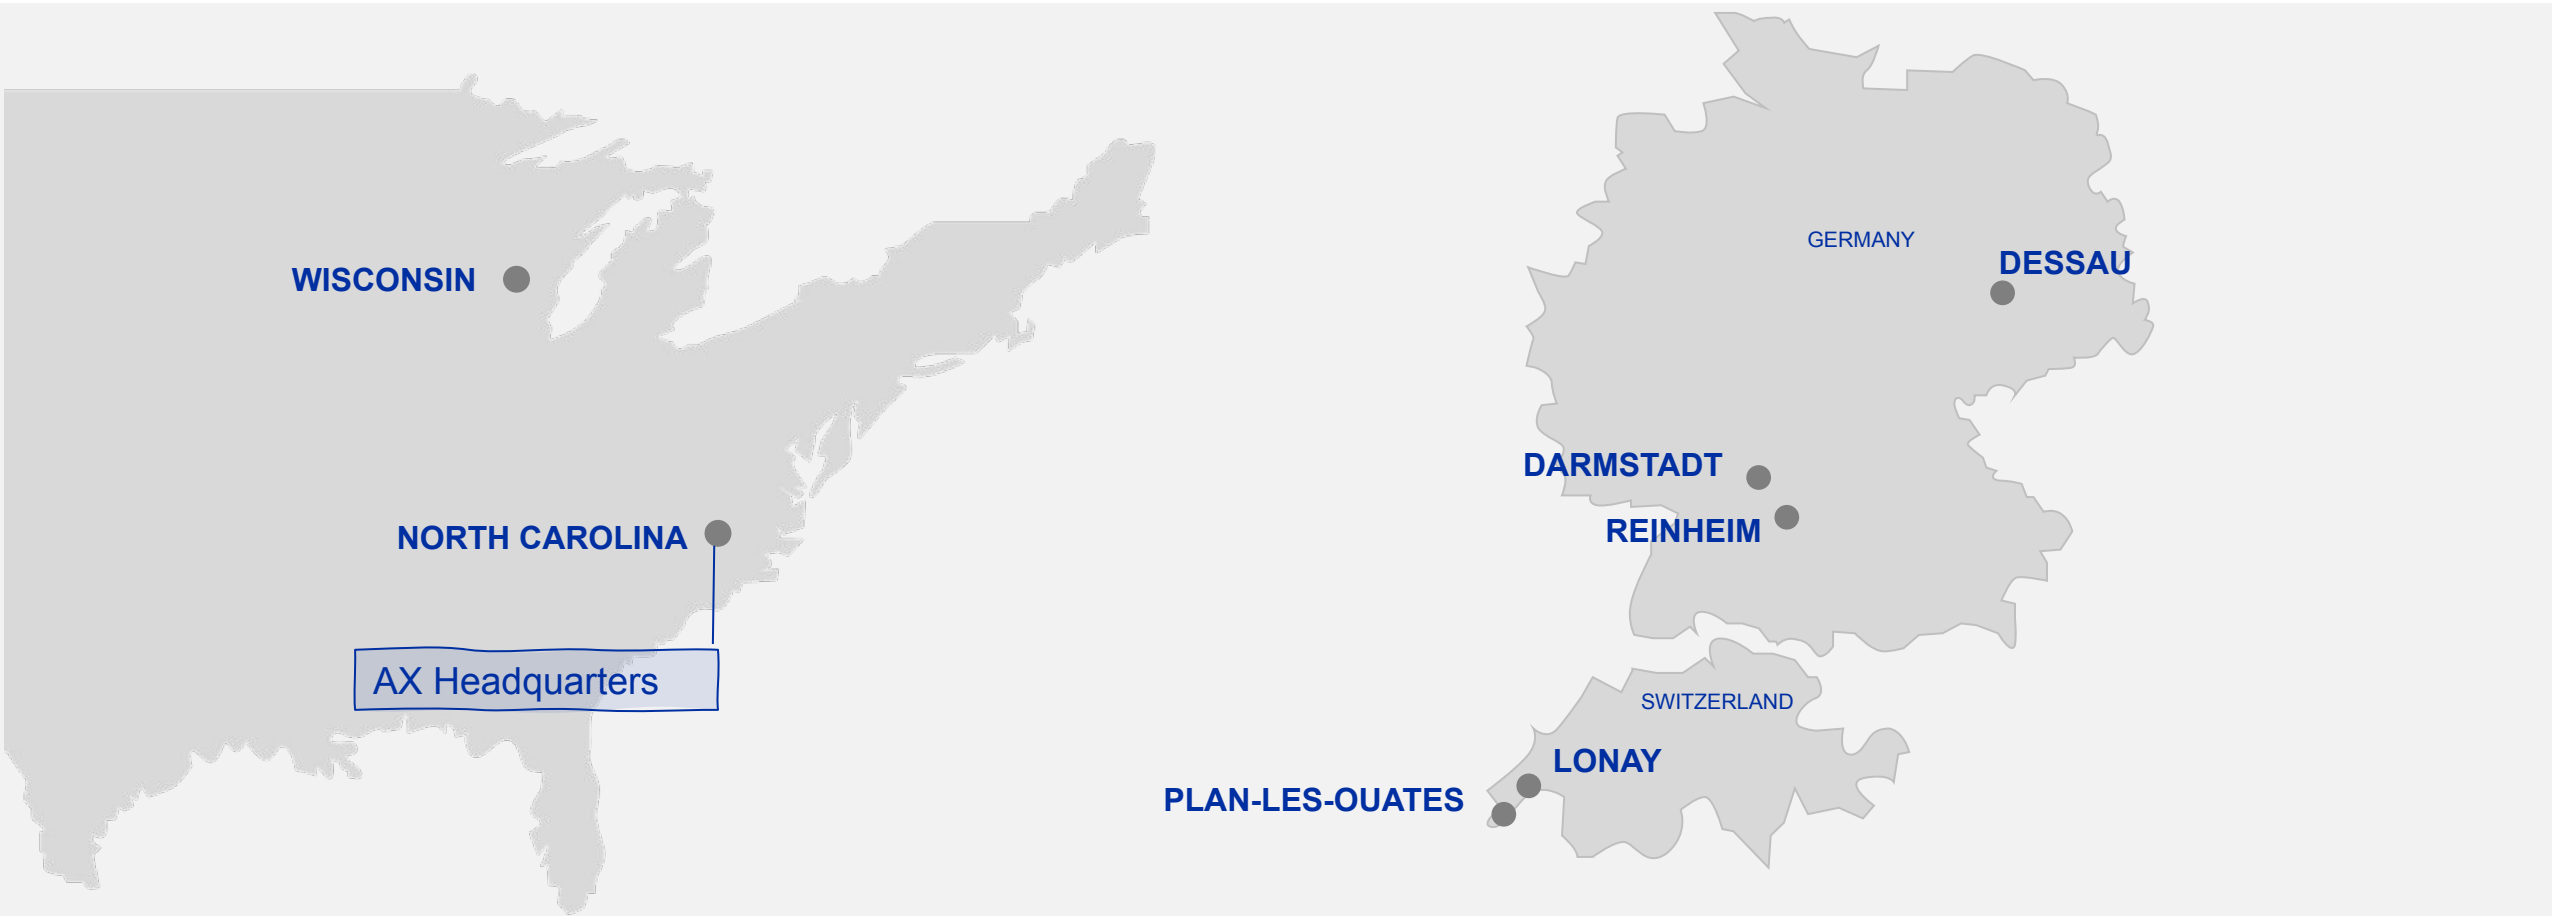 WISCONSIN
NORTH CAROLINA
AX Headquarters
GERMANY
DESSAU
DARMSTADT
REINHEIM
SWITZERLAND
LONAY
PLAN-LES-OUATES